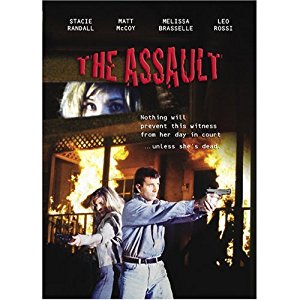 STACIE RANDALL
MATT McCOY
MELISSA BRASSELLE
LEO ROSSI
THE ASSAULT
Nothing will
prevent this witness
from her day in court
...unless she's dead.